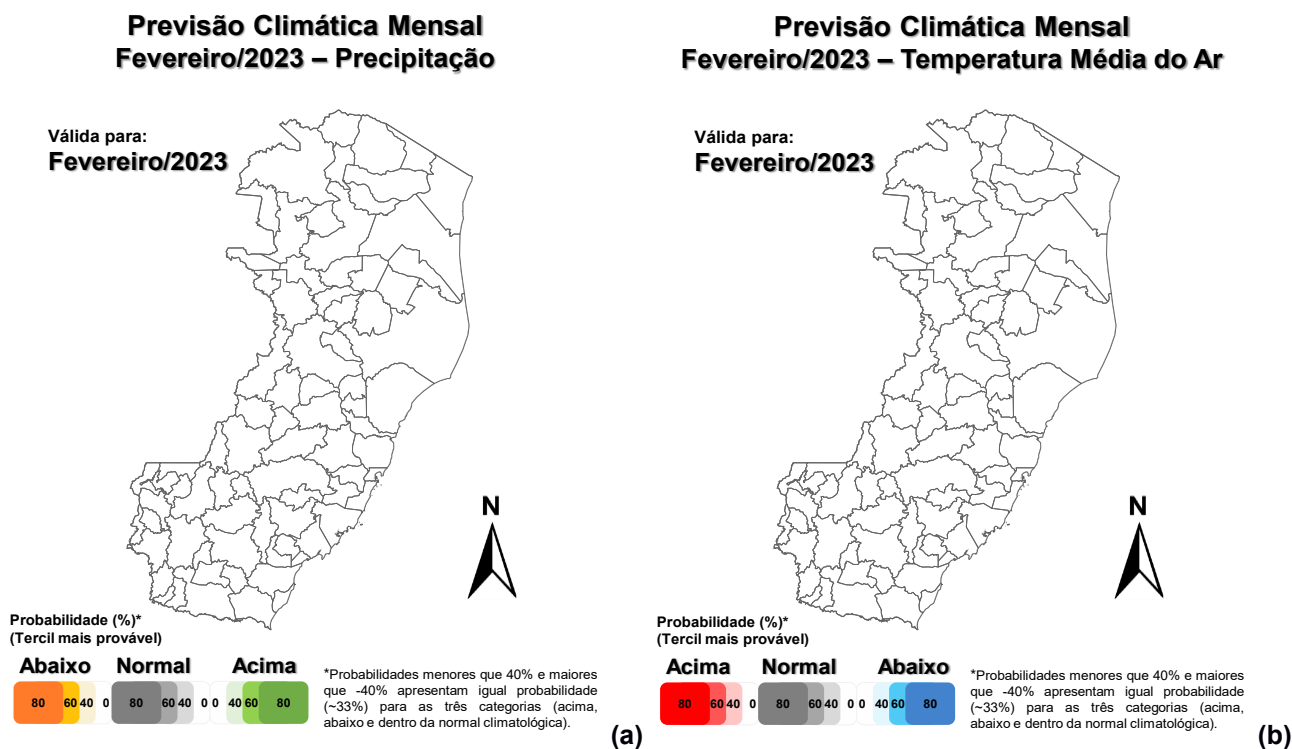 Previsão Climática Mensal
Fevereiro/2023 – Precipitação
Válida para:
Fevereiro/2023
N
Probabilidade (%)*
(Tercil mais provável)
Abaixo Normal Acima
80 60 40 0 80 60 40 0 0 40 60 80
*Probabilidades menores que 40% e maiores
que -40% apresentam igual probabilidade
(~33%) para as três categorias (acima,
abaixo e dentro da normal climatológica).
(a)
Previsão Climática Mensal
Fevereiro/2023 – Temperatura Média do Ar
Válida para:
Fevereiro/2023
N
Probabilidade (%)*
(Tercil mais provável)
Acima Normal Abaixo
80 60 40 0 80 60 40 0 0 40 60 80
*Probabilidades menores que 40% e maiores
que -40% apresentam igual probabilidade
(~33%) para as três categorias (acima,
abaixo e dentro da normal climatológica).
(b)